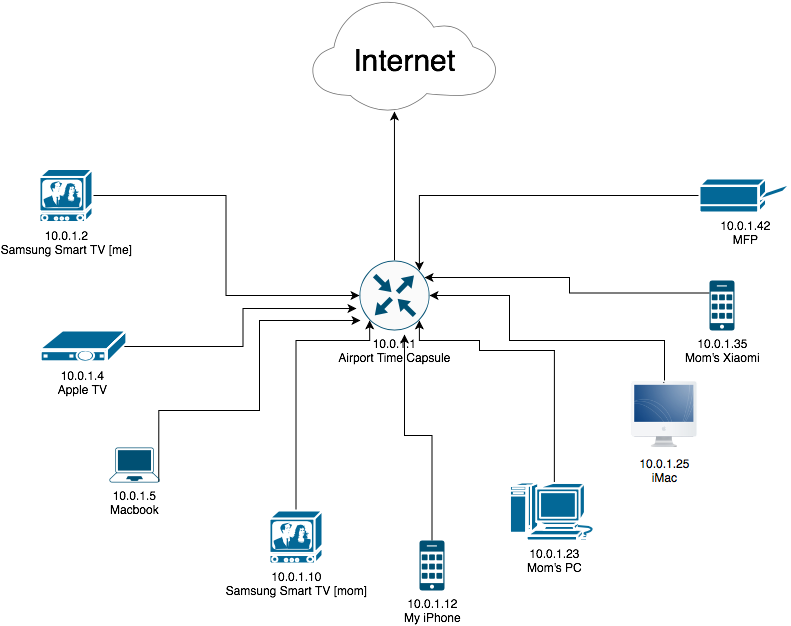 Internet
10.0.1.2
Samsung Smart TV [me]
10.0.1.42
MFP
10.0.1.1
Airport Time Capsule
10.0.1.35
Mom's Xiaomi
10.0.1.4
Apple TV
10.0.1.25
iMac
10.0.1.5
Macbook
10.0.1.23
Mom's PC
10.0.1.10
Samsung Smart TV [mom]
10.0.1.12
My iPhone